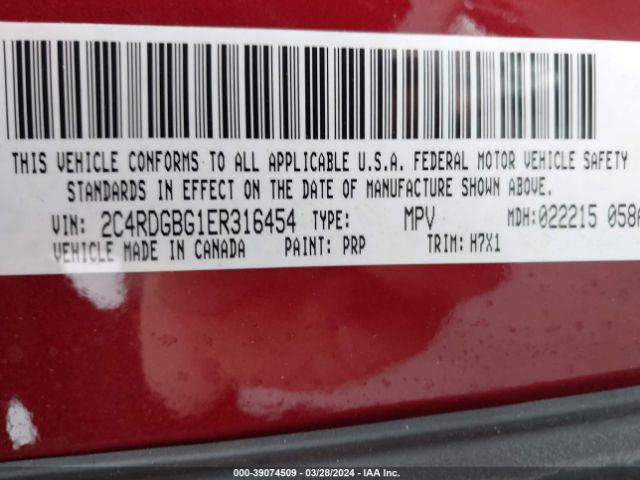 THIS VEHICLE CONFORMS TO ALL APPLICABLE U.S.A. FEDERAL MOTOR VEHICLE SAFETY
STANDARDS IN EFFECT ON THE DATE OF MANUFACTURE SHOWN ABOVE.
VIN: 2C4RDGBG1ER316454 TYPE: MPV MDH:022215 058A
VEHICLE MADE IN CANADA PAINT: PRP TRIM: H7X1
000-39074509 | 03/28/2024 | IAA Inc.